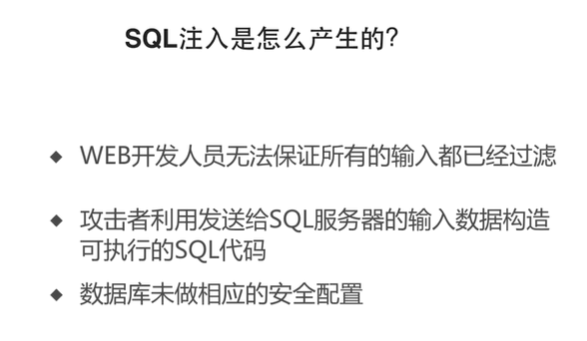 SQL注入是怎么产生的?
◆ WEB开发人员无法保证所有的输入都已经过滤
◆ 攻击者利用发送给SQL服务器的输入数据构造
可执行的SQL代码
◆ 数据库未做相应的安全配置